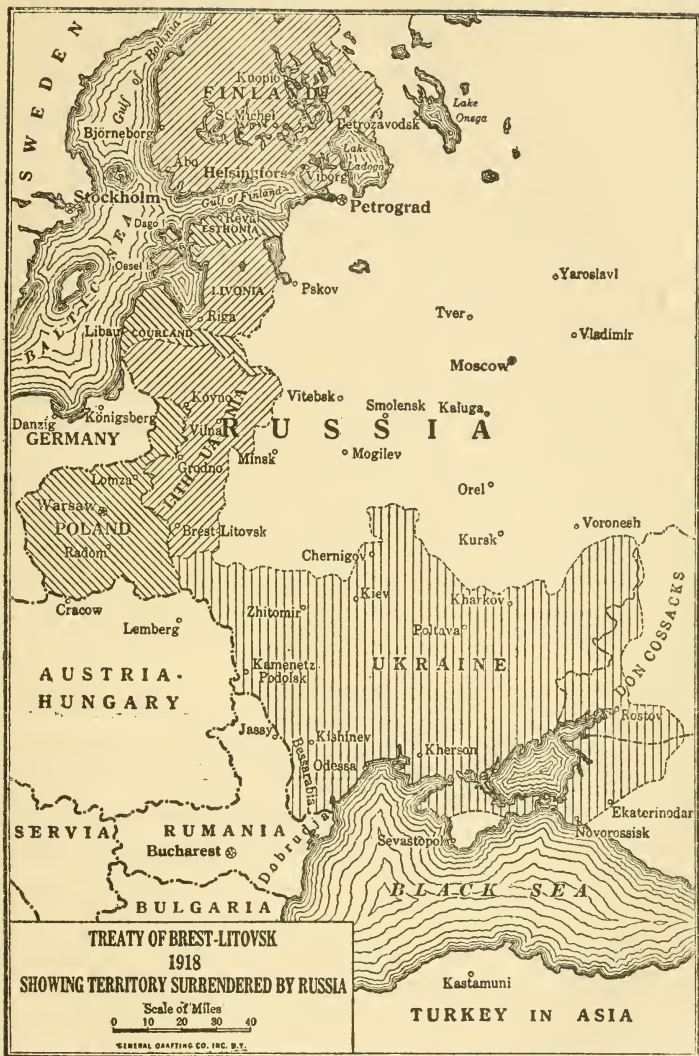 SWEDEN
Gulf of Bothnia
Kuopio
FINLAND
St. Michel
Björneborg
Petrozavodsk
Lake Onega
Lake Ladoga
Abo
Helsingfors
Viborg
Stockholm
Gulf of Finland
Petrograd
Reval
ESTHONIA
Dago I.
Oesel I.
BALTIC SEA
LIVONIA
Pskov
Yaroslavl
Riga
Tver
Vladimir
Libau
COURLAND
Moscow
Kovno
Vitebsk
Smolensk
Kaluga
Königsberg
Danzig
GERMANY
Vilna
RUSSIA
LITHUANIA
Grodno
Minsk
Mogilev
Lomza
Orel
Warsaw
POLAND
Brest-Litovsk
Voronesh
Kursk
Radom
Chernigov
Cracow
Kiev
Kharkov
Zhitomir
Lemberg
Poltava
DON COSSACKS
AUSTRIA-
HUNGARY
Kamenetz
Podolsk
UKRAINE
Rostov
Jassy
Kishinev
Bessarabia
Odessa
Kherson
Ekaterinodar
SERVIA
RUMANIA
Dobrudja
Novorossisk
Bucharest
Sevastopol
BLACK SEA
BULGARIA
TREATY OF BREST-LITOVSK
1918
SHOWING TERRITORY SURRENDERED BY RUSSIA
Scale of Miles
0 10 20 30 40
GENERAL DRAFTING CO. INC. N.Y.
Kastamuni
TURKEY IN ASIA